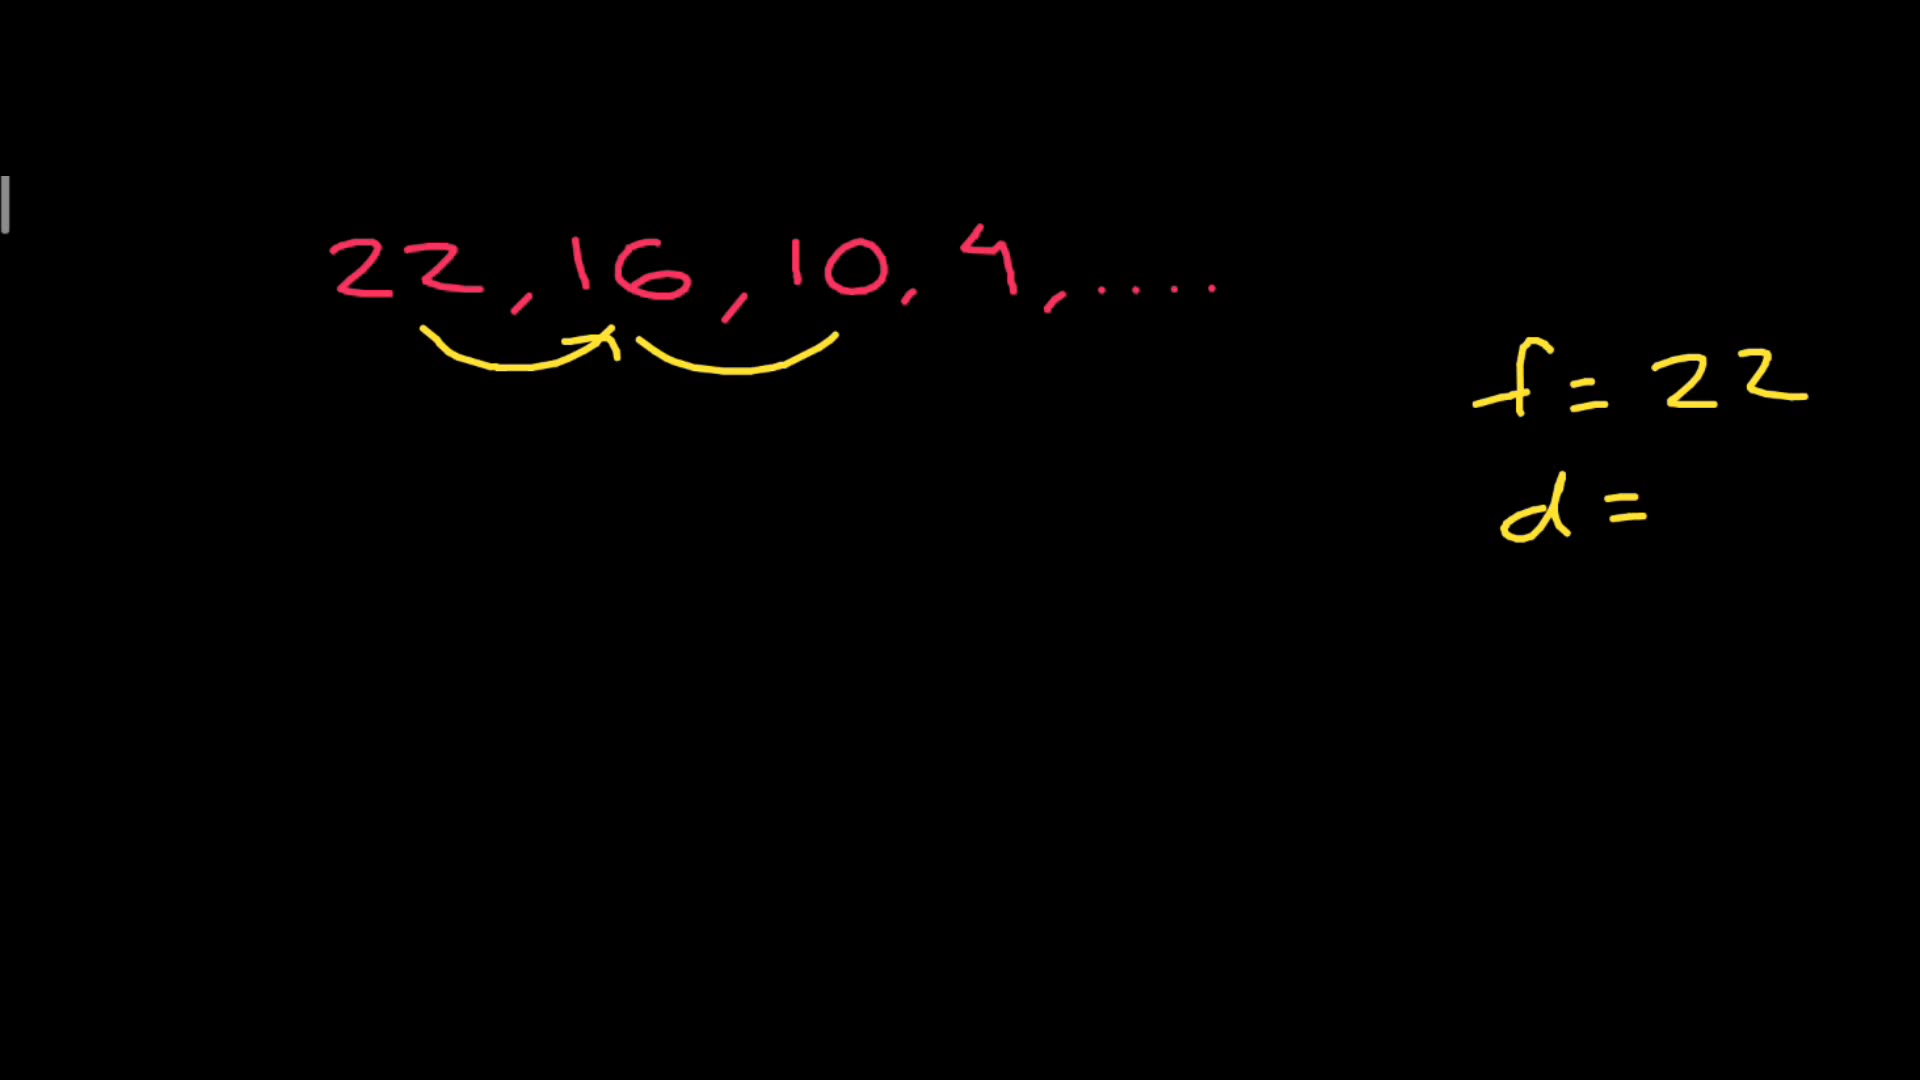 22, 16, 10, 4, ....
f = 22
d =